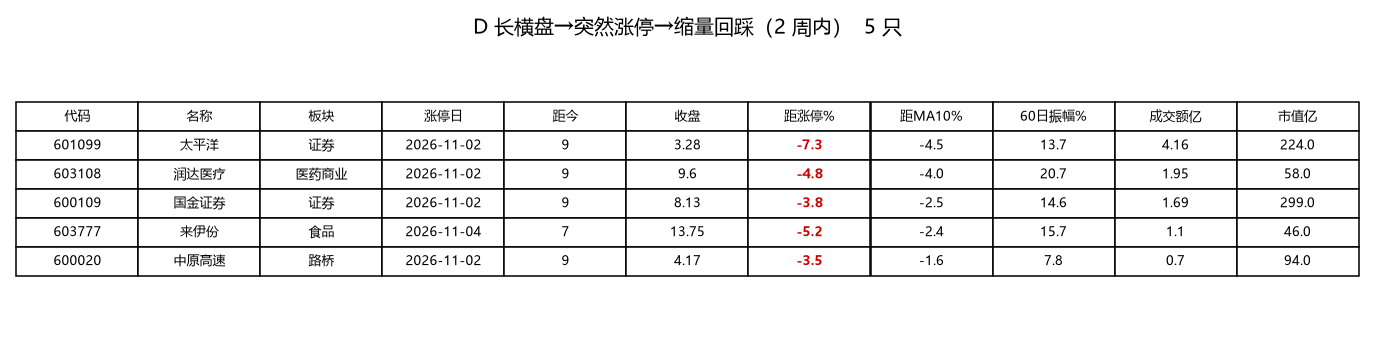 D 长横盘→突然涨停→缩量回踩（2 周内） 5 只
代码 名称 板块 涨停日 距今 收盘 距涨停% 距MA10% 60日振幅% 成交额亿 市值亿
601099 太平洋 证券 2026-11-02 9 3.28 -7.3 -4.5 13.7 4.16 224.0
603108 润达医疗 医药商业 2026-11-02 9 9.6 -4.8 -4.0 20.7 1.95 58.0
600109 国金证券 证券 2026-11-02 9 8.13 -3.8 -2.5 14.6 1.69 299.0
603777 来伊份 食品 2026-11-04 7 13.75 -5.2 -2.4 15.7 1.1 46.0
600020 中原高速 路桥 2026-11-02 9 4.17 -3.5 -1.6 7.8 0.7 94.0